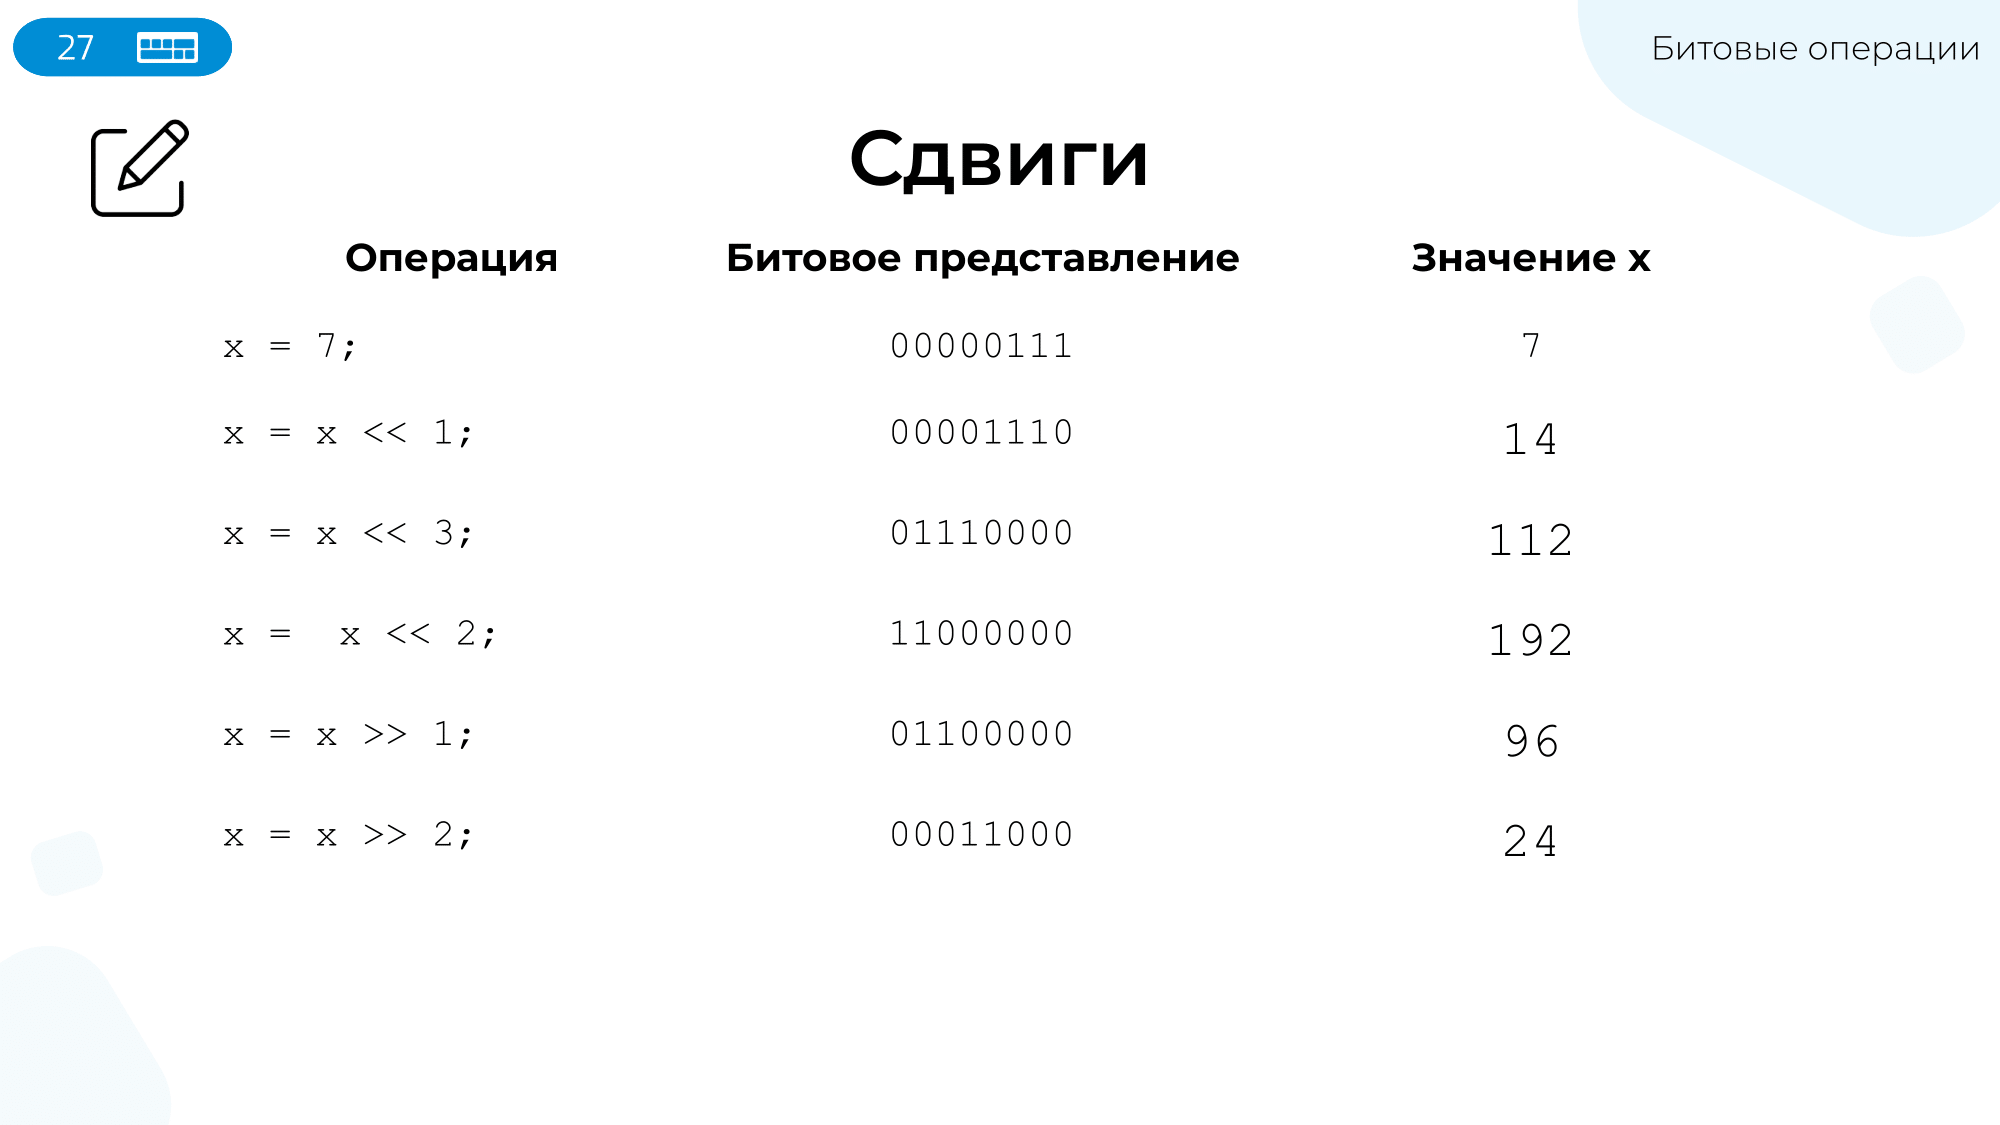 27
Битовые операции
Сдвиги
Операция Битовое представление Значение x
x = 7; 00000111 7
x = x << 1; 00001110 14
x = x << 3; 01110000 112
x =  x << 2; 11000000 192
x = x >> 1; 01100000 96
x = x >> 2; 00011000 24